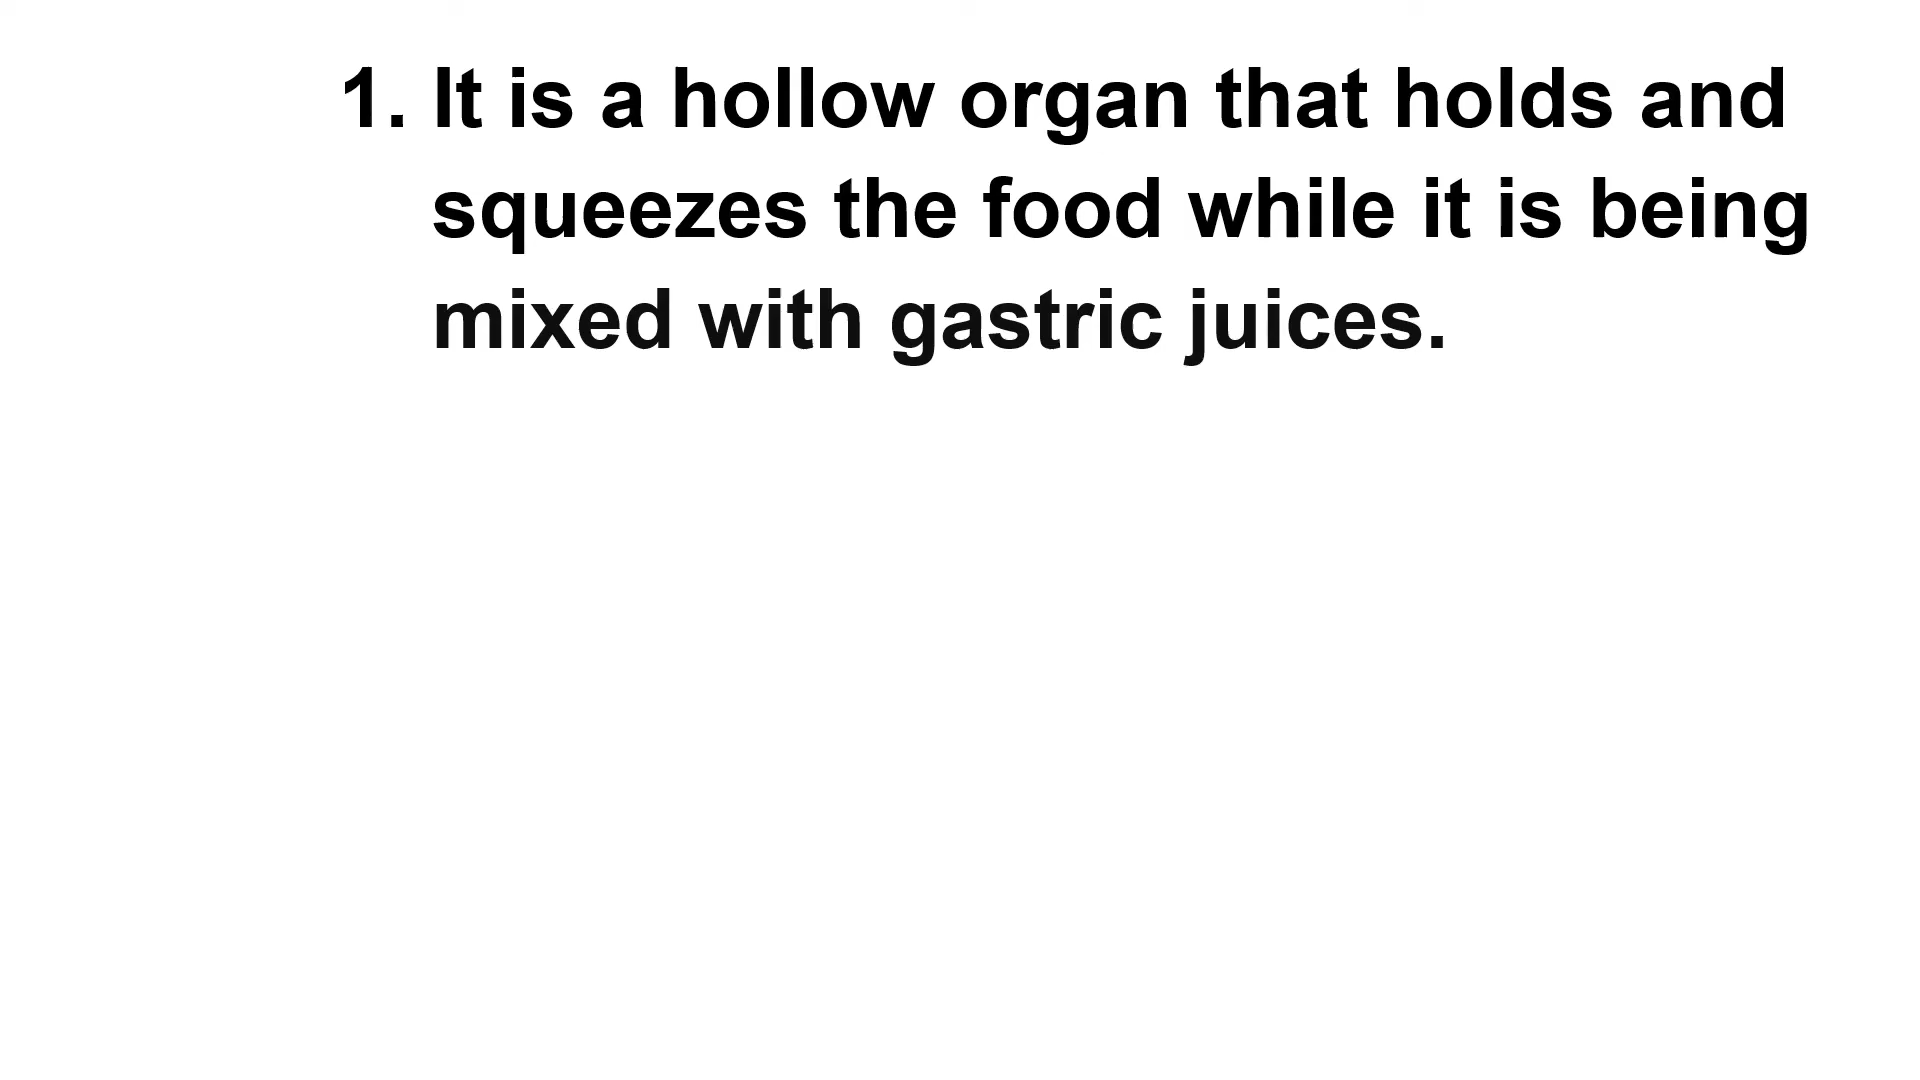 1. It is a hollow organ that holds and
squeezes the food while it is being
mixed with gastric juices.